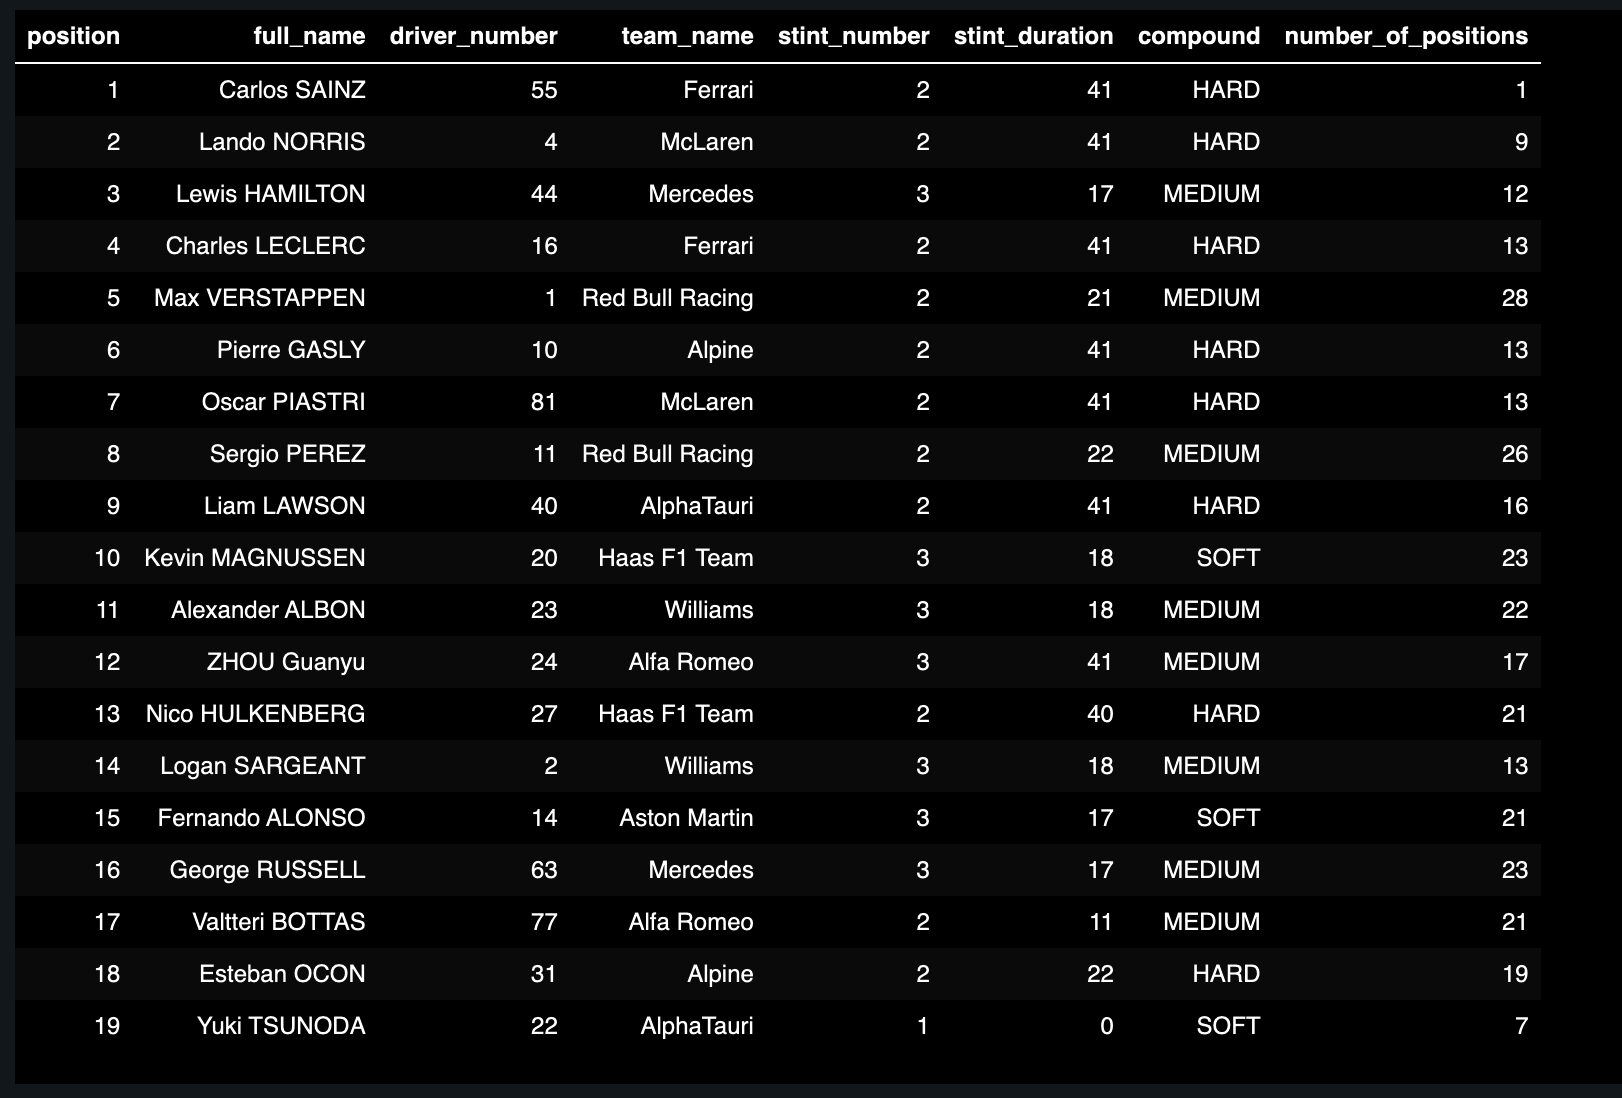 position full_name driver_number team_name stint_number stint_duration compound number_of_positions
1 Carlos SAINZ 55 Ferrari 2 41 HARD 1
2 Lando NORRIS 4 McLaren 2 41 HARD 9
3 Lewis HAMILTON 44 Mercedes 3 17 MEDIUM 12
4 Charles LECLERC 16 Ferrari 2 41 HARD 13
5 Max VERSTAPPEN 1 Red Bull Racing 2 21 MEDIUM 28
6 Pierre GASLY 10 Alpine 2 41 HARD 13
7 Oscar PIASTRI 81 McLaren 2 41 HARD 13
8 Sergio PEREZ 11 Red Bull Racing 2 22 MEDIUM 26
9 Liam LAWSON 40 AlphaTauri 2 41 HARD 16
10 Kevin MAGNUSSEN 20 Haas F1 Team 3 18 SOFT 23
11 Alexander ALBON 23 Williams 3 18 MEDIUM 22
12 ZHOU Guanyu 24 Alfa Romeo 3 41 MEDIUM 17
13 Nico HULKENBERG 27 Haas F1 Team 2 40 HARD 21
14 Logan SARGEANT 2 Williams 3 18 MEDIUM 13
15 Fernando ALONSO 14 Aston Martin 3 17 SOFT 21
16 George RUSSELL 63 Mercedes 3 17 MEDIUM 23
17 Valtteri BOTTAS 77 Alfa Romeo 2 11 MEDIUM 21
18 Esteban OCON 31 Alpine 2 22 HARD 19
19 Yuki TSUNODA 22 AlphaTauri 1 0 SOFT 7